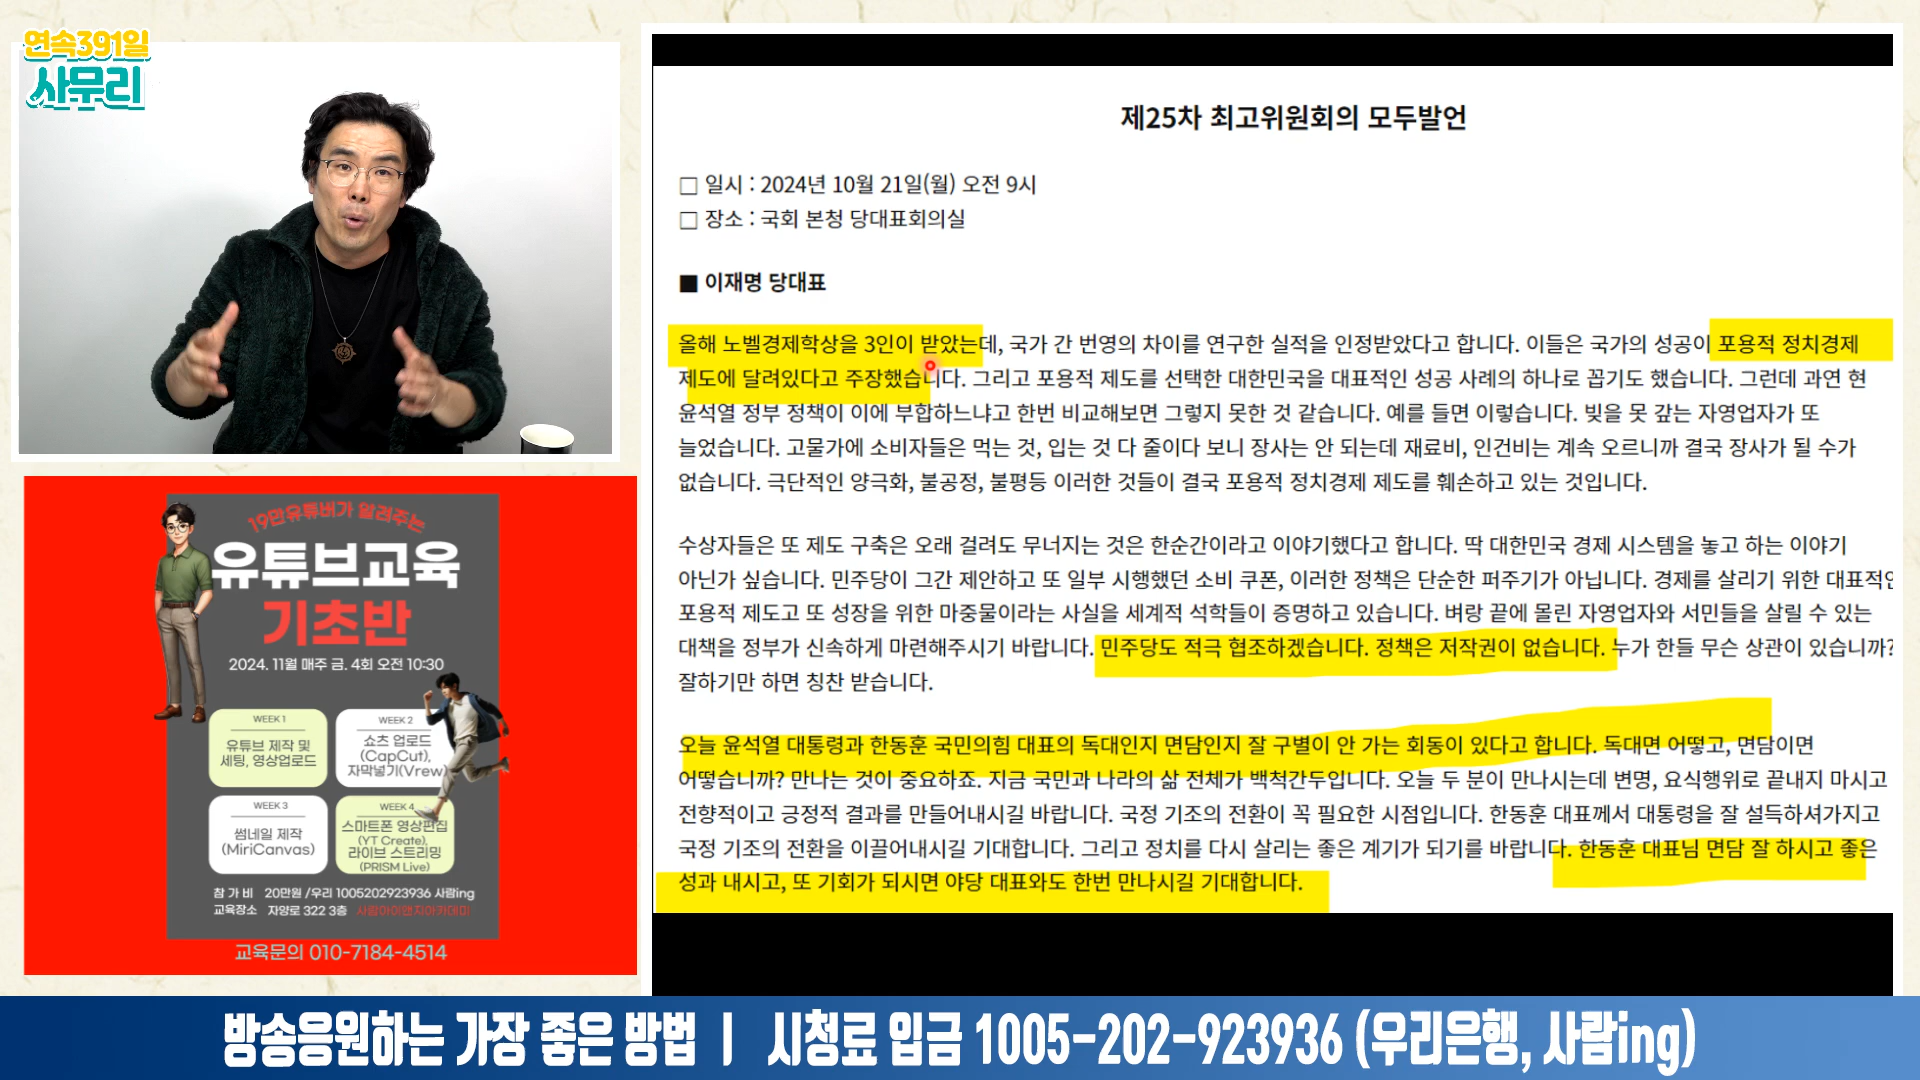 연속391일
사무리
제25차 최고위원회의 모두발언
□ 일시 : 2024년 10월 21일(월) 오전 9시
□ 장소 : 국회 본청 당대표회의실
■ 이재명 당대표
올해 노벨경제학상을 3인이 받았는데, 국가 간 번영의 차이를 연구한 실적을 인정받았다고 합니다. 이들은 국가의 성공이 포용적 정치경제
제도에 달려있다고 주장했습니다. 그리고 포용적 제도를 선택한 대한민국을 대표적인 성공 사례의 하나로 꼽기도 했습니다. 그런데 과연 현
윤석열 정부 정책이 이에 부합하느냐고 한번 비교해보면 그렇지 못한 것 같습니다. 예를 들면 이렇습니다. 빚을 못 갚는 자영업자가 또
늘었습니다. 고물가에 소비자들은 먹는 것, 입는 것 다 줄이다 보니 장사는 안 되는데 재료비, 인건비는 계속 오르니까 결국 장사가 될 수가
없습니다. 극단적인 양극화, 불공정, 불평등 이러한 것들이 결국 포용적 정치경제 제도를 훼손하고 있는 것입니다.
수상자들은 또 제도 구축은 오래 걸려도 무너지는 것은 한순간이라고 이야기했다고 합니다. 딱 대한민국 경제 시스템을 놓고 하는 이야기
아닌가 싶습니다. 민주당이 그간 제안하고 또 일부 시행했던 소비 쿠폰, 이러한 정책은 단순한 퍼주기가 아닙니다. 경제를 살리기 위한 대표적인
포용적 제도고 또 성장을 위한 마중물이라는 사실을 세계적 석학들이 증명하고 있습니다. 벼랑 끝에 몰린 자영업자와 서민들을 살릴 수 있는
대책을 정부가 신속하게 마련해주시기 바랍니다. 민주당도 적극 협조하겠습니다. 정책은 저작권이 없습니다. 누가 한들 무슨 상관이 있습니까?
잘하기만 하면 칭찬 받습니다.
오늘 윤석열 대통령과 한동훈 국민의힘 대표의 독대인지 면담인지 잘 구별이 안 가는 회동이 있다고 합니다. 독대면 어떻고, 면담이면
어떻습니까? 만나는 것이 중요하죠. 지금 국민과 나라의 삶 전체가 백척간두입니다. 오늘 두 분이 만나시는데 변명, 요식행위로 끝내지 마시고
전향적이고 긍정적 결과를 만들어내시길 바랍니다. 국정 기조의 전환이 꼭 필요한 시점입니다. 한동훈 대표께서 대통령을 잘 설득하셔가지고
국정 기조의 전환을 이끌어내시길 기대합니다. 그리고 정치를 다시 살리는 좋은 계기가 되기를 바랍니다. 한동훈 대표님 면담 잘 하시고 좋은
성과 내시고, 또 기회가 되시면 야당 대표와도 한번 만나시길 기대합니다.
19만유튜버가 알려주는
유튜브교육
기초반
2024. 11월 매주 금. 4회 오전 10:30
WEEK 1
유튜브 제작 및
세팅, 영상업로드
WEEK 2
쇼츠 업로드
(CapCut),
자막넣기(Vrew)
WEEK 3
썸네일 제작
(MiriCanvas)
WEEK 4
스마트폰 영상편집
(YT Create),
라이브 스트리밍
(PRISM Live)
참 가 비 20만원 /우리 1005202923936 사람ing
교육장소 자양로 322 3층 사람아이엔지아카데미
교육문의 010-7184-4514
방송응원하는 가장 좋은 방법 | 시청료 입금 1005-202-923936 (우리은행, 사람ing)